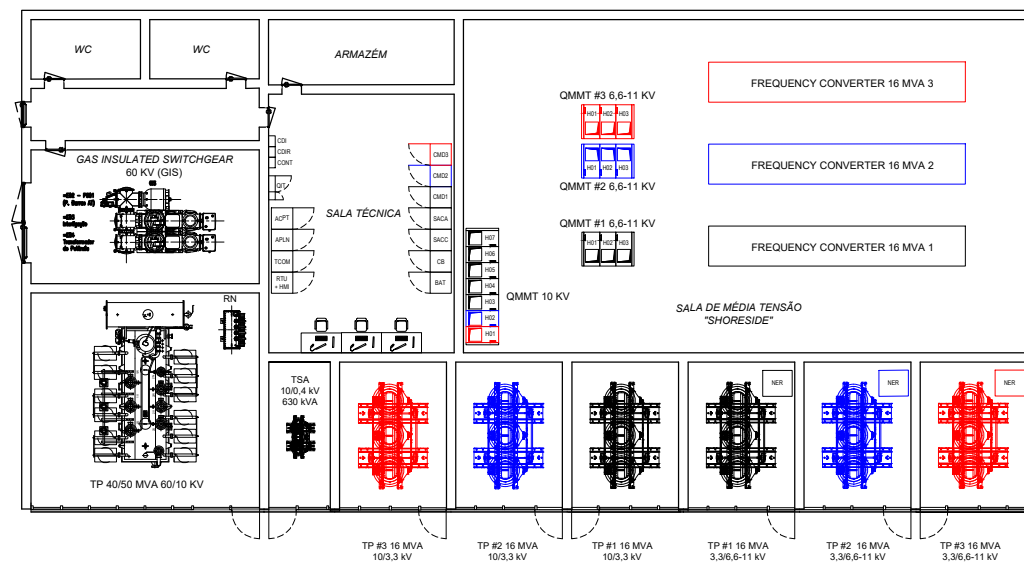 WC
WC
ARMAZÉM
FREQUENCY CONVERTER 16 MVA 3
QMMT #3 6,6-11 KV
H01
H02
H03
GAS INSULATED SWITCHGEAR
60 KV (GIS)
CDI
CDIR
CONT
QIT
ACPT
APLN
TCOM
RTU
+ HMI
SALA TÉCNICA
CMD3
CMD2
CMD1
SACA
SACC
CB
BAT
H01
H02
H03
QMMT #2 6,6-11 KV
FREQUENCY CONVERTER 16 MVA 2
QMMT #1 6,6-11 KV
H01
H02
H03
FREQUENCY CONVERTER 16 MVA 1
H07
H06
H05
H04
H03
H02
H01
QMMT 10 KV
SALA DE MÉDIA TENSÃO
"SHORESIDE"
Interligação
Transformador
de Potência
RN
TP 40/50 MVA 60/10 KV
TSA
10/0,4 kV
630 kVA
NER
NER
NER
TP #3 16 MVA
10/3,3 kV
TP #2 16 MVA
10/3,3 kV
TP #1 16 MVA
10/3,3 kV
TP #1 16 MVA
3,3/6,6-11 kV
TP #2 16 MVA
3,3/6,6-11 kV
TP #3 16 MVA
3,3/6,6-11 kV